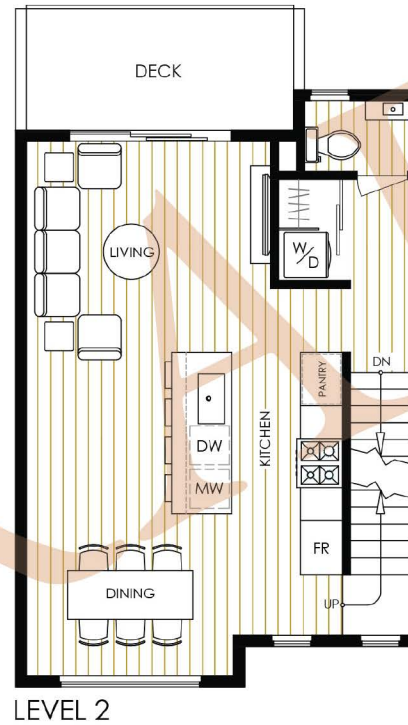 DECK
LIVING
W/D
DN
PANTRY
KITCHEN
DW
MW
FR
DINING
UP
LEVEL 2